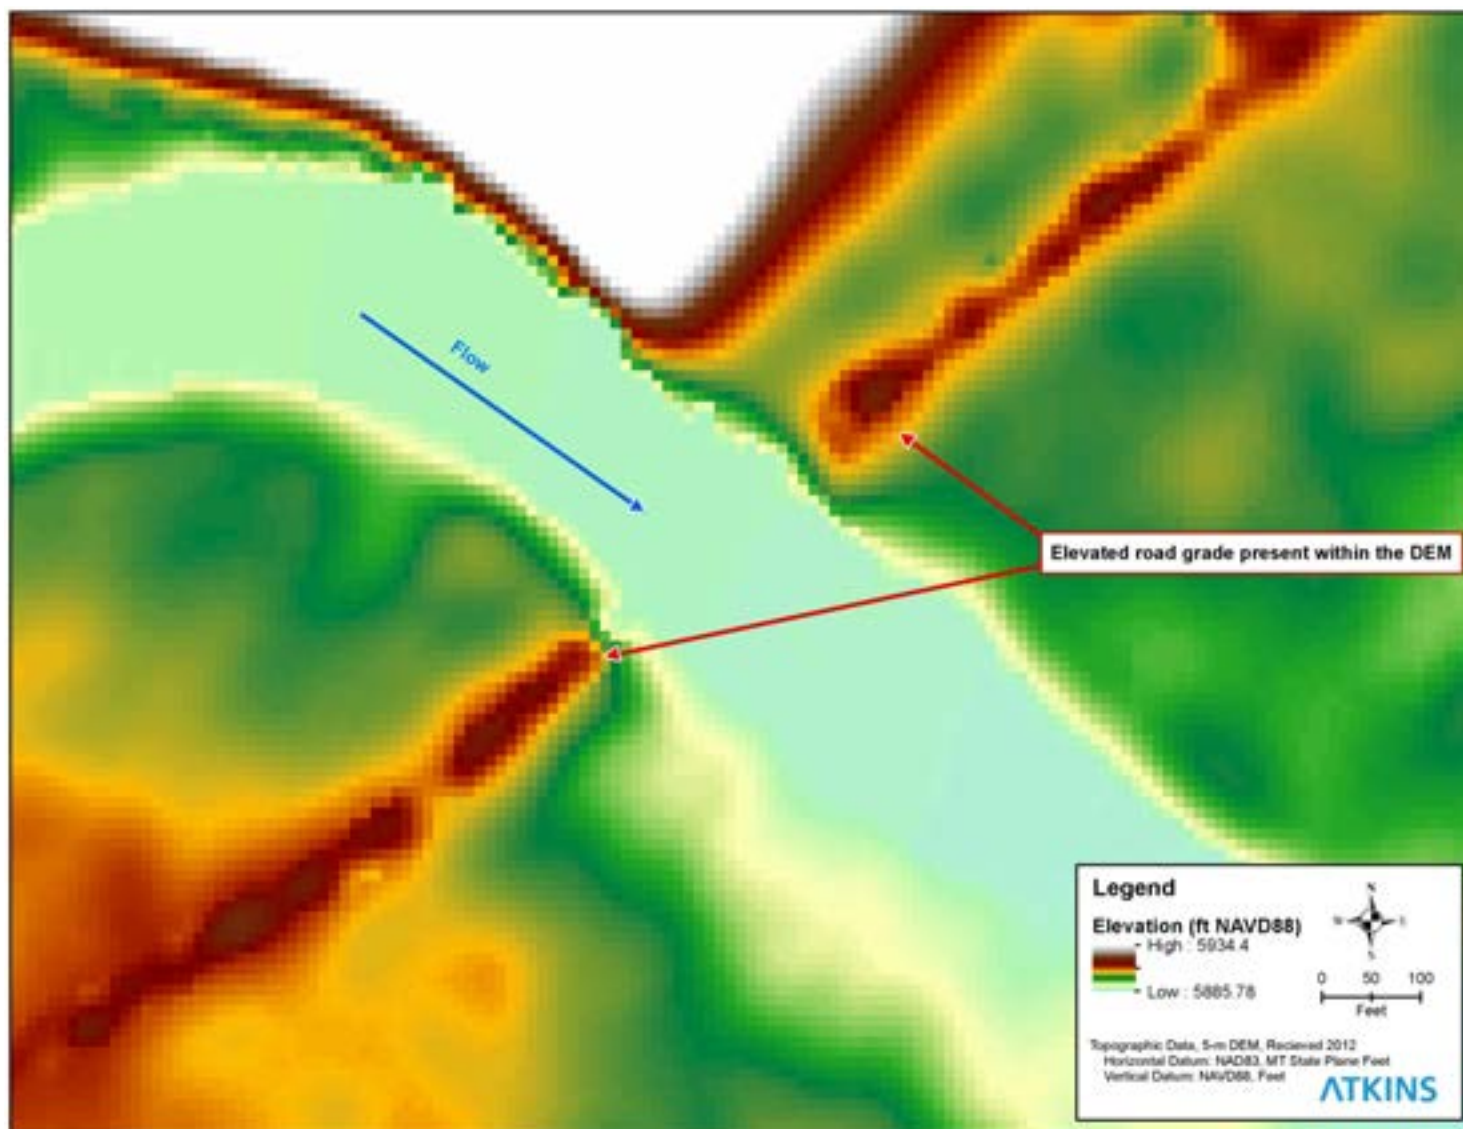 Flow
Elevated road grade present within the DEM
Legend
Elevation (ft NAVD88)
High : 5934.4
Low : 5885.78
N
W E
S
0 50 100
Feet
Topographic Data, 5-m DEM, Recieved 2012
Horizontal Datum: NAD83, MT State Plane Feet
Vertical Datum: NAVD88, Feet
ATKINS